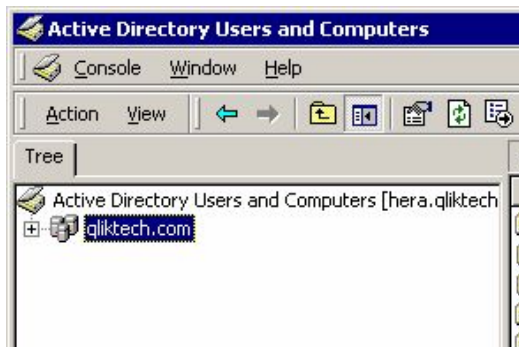 Active Directory Users and Computers
Console Window Help
Action View
Tree
Active Directory Users and Computers [hera.qliktech
qliktech.com